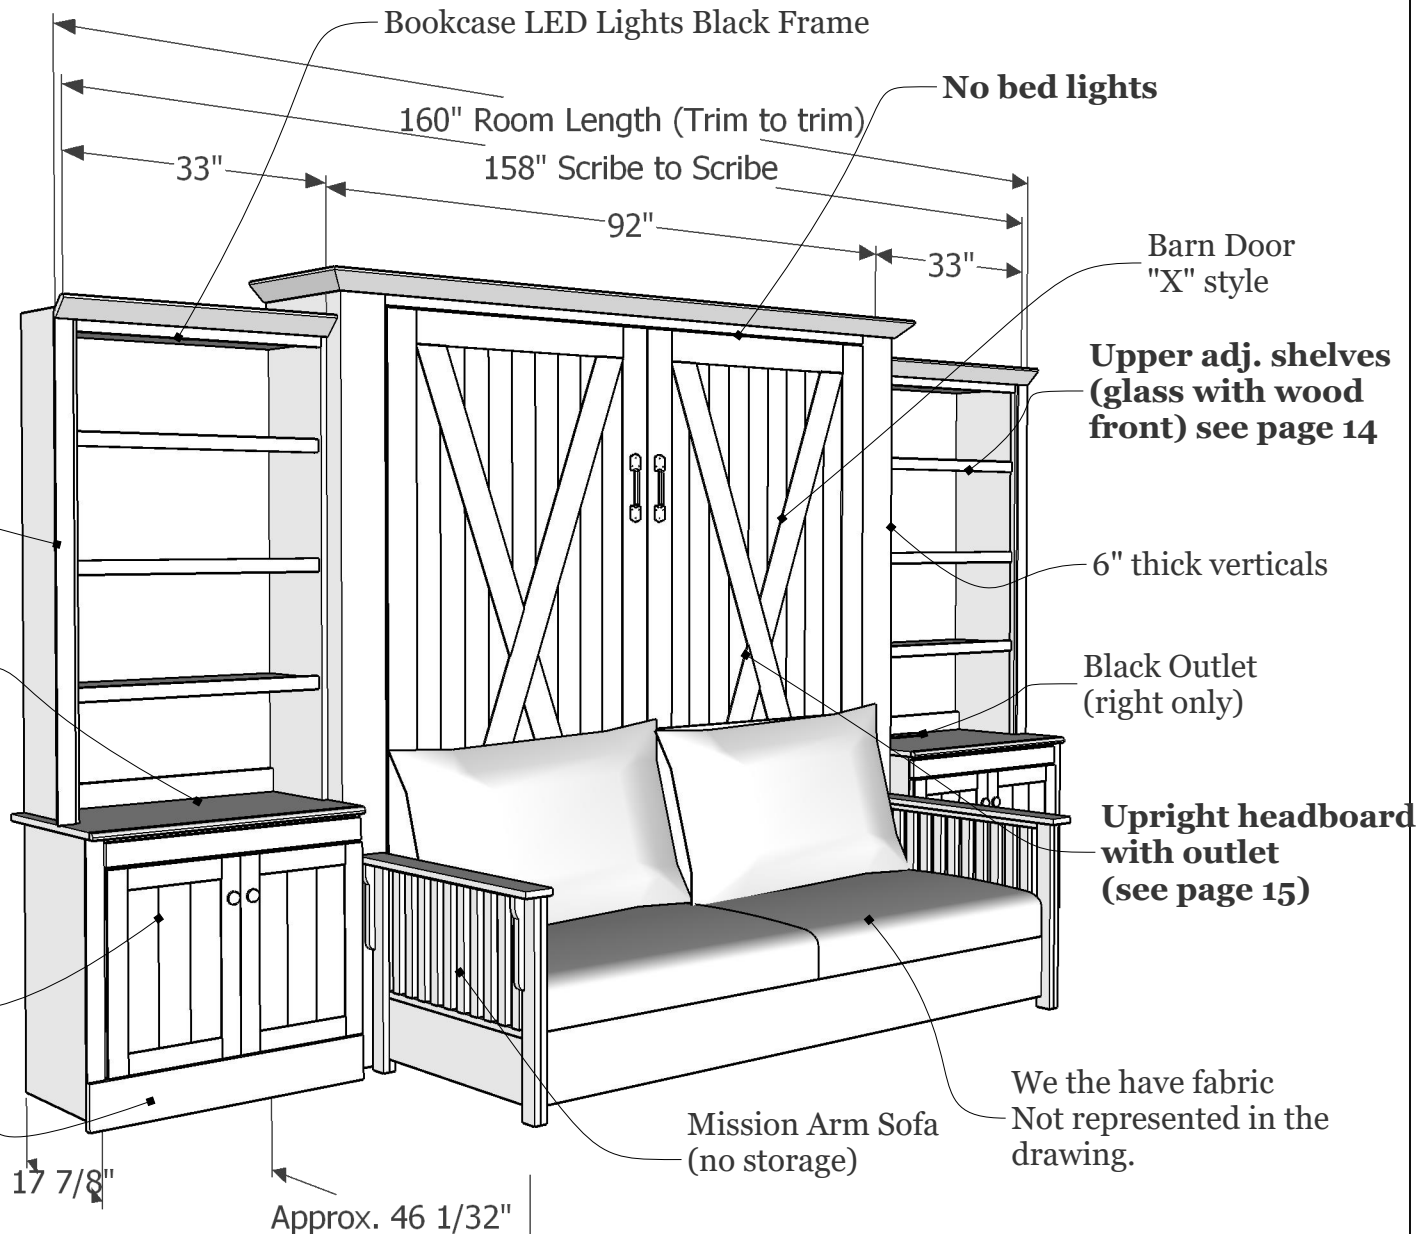 Bookcase LED Lights Black Frame
No bed lights
160" Room Length (Trim to trim)
158" Scribe to Scribe
33"
92"
33"
Barn Door
"X" style
Upper adj. shelves
(glass with wood
front) see page 14
6" thick verticals
Black Outlet
(right only)
Upright headboard
with outlet
(see page 15)
We the have fabric
Not represented in the
drawing.
Mission Arm Sofa
(no storage)
17 7/8"
Approx. 46 1/32"